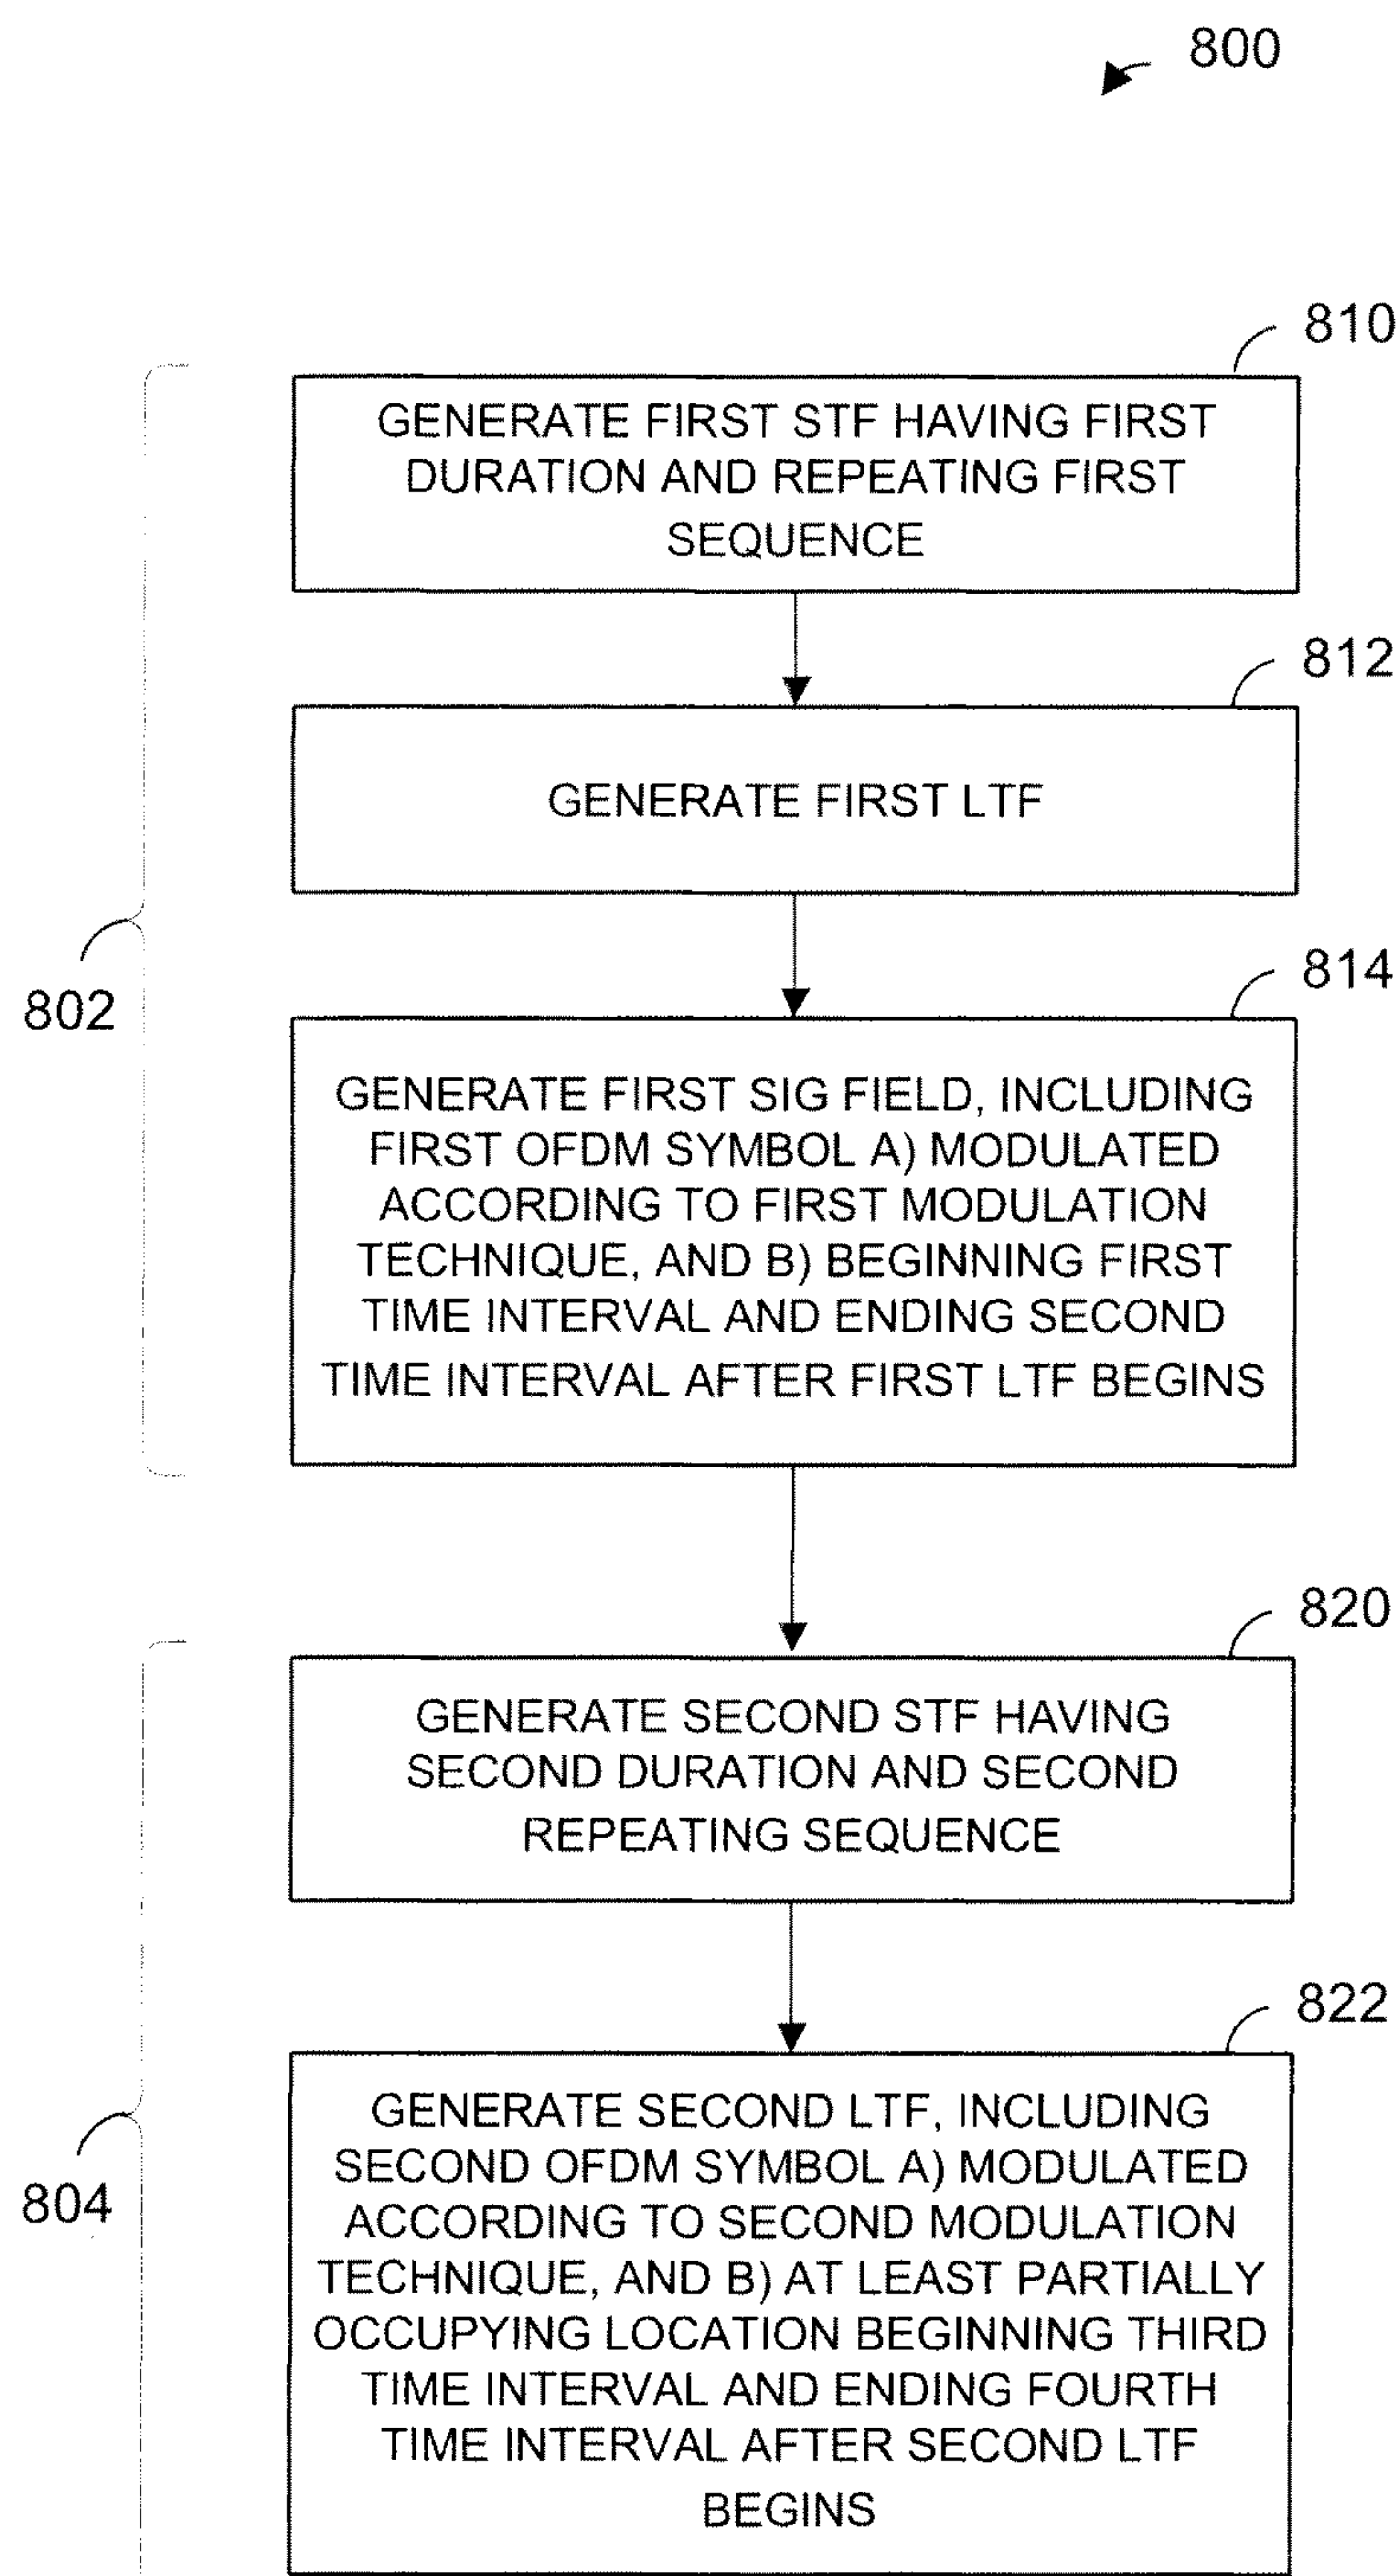 800
810
GENERATE FIRST STF HAVING FIRST
DURATION AND REPEATING FIRST
SEQUENCE
812
GENERATE FIRST LTF
802
814
GENERATE FIRST SIG FIELD, INCLUDING
FIRST OFDM SYMBOL A) MODULATED
ACCORDING TO FIRST MODULATION
TECHNIQUE, AND B) BEGINNING FIRST
TIME INTERVAL AND ENDING SECOND
TIME INTERVAL AFTER FIRST LTF BEGINS
820
GENERATE SECOND STF HAVING
SECOND DURATION AND SECOND
REPEATING SEQUENCE
804
822
GENERATE SECOND LTF, INCLUDING
SECOND OFDM SYMBOL A) MODULATED
ACCORDING TO SECOND MODULATION
TECHNIQUE, AND B) AT LEAST PARTIALLY
OCCUPYING LOCATION BEGINNING THIRD
TIME INTERVAL AND ENDING FOURTH
TIME INTERVAL AFTER SECOND LTF
BEGINS